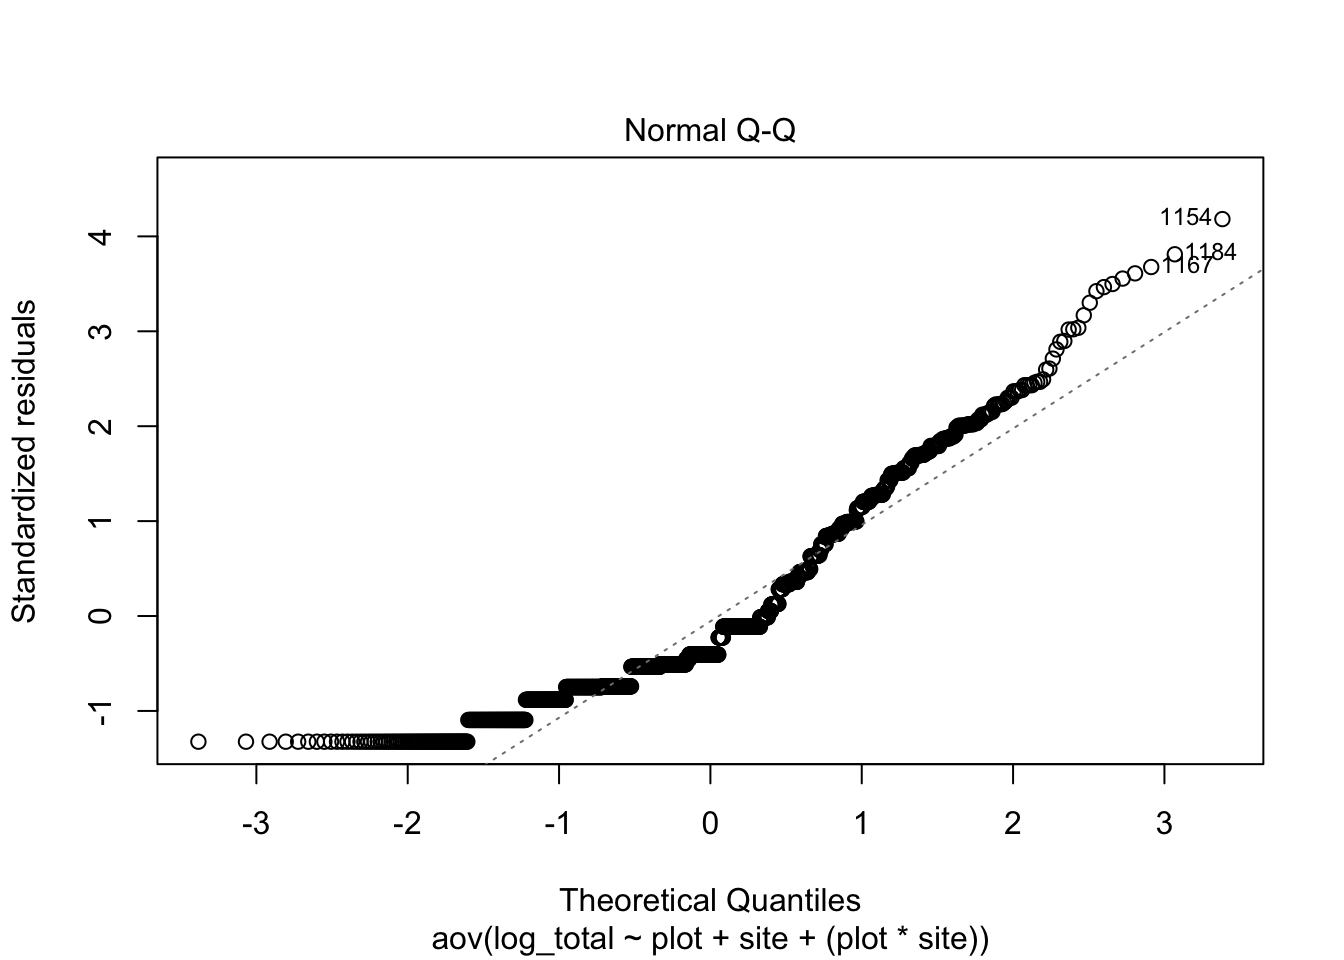 Normal Q-Q
1154
1184
1167
4
3
2
1
0
-1
Standardized residuals
-3 -2 -1 0 1 2 3
Theoretical Quantiles
aov(log_total ~ plot + site + (plot * site))